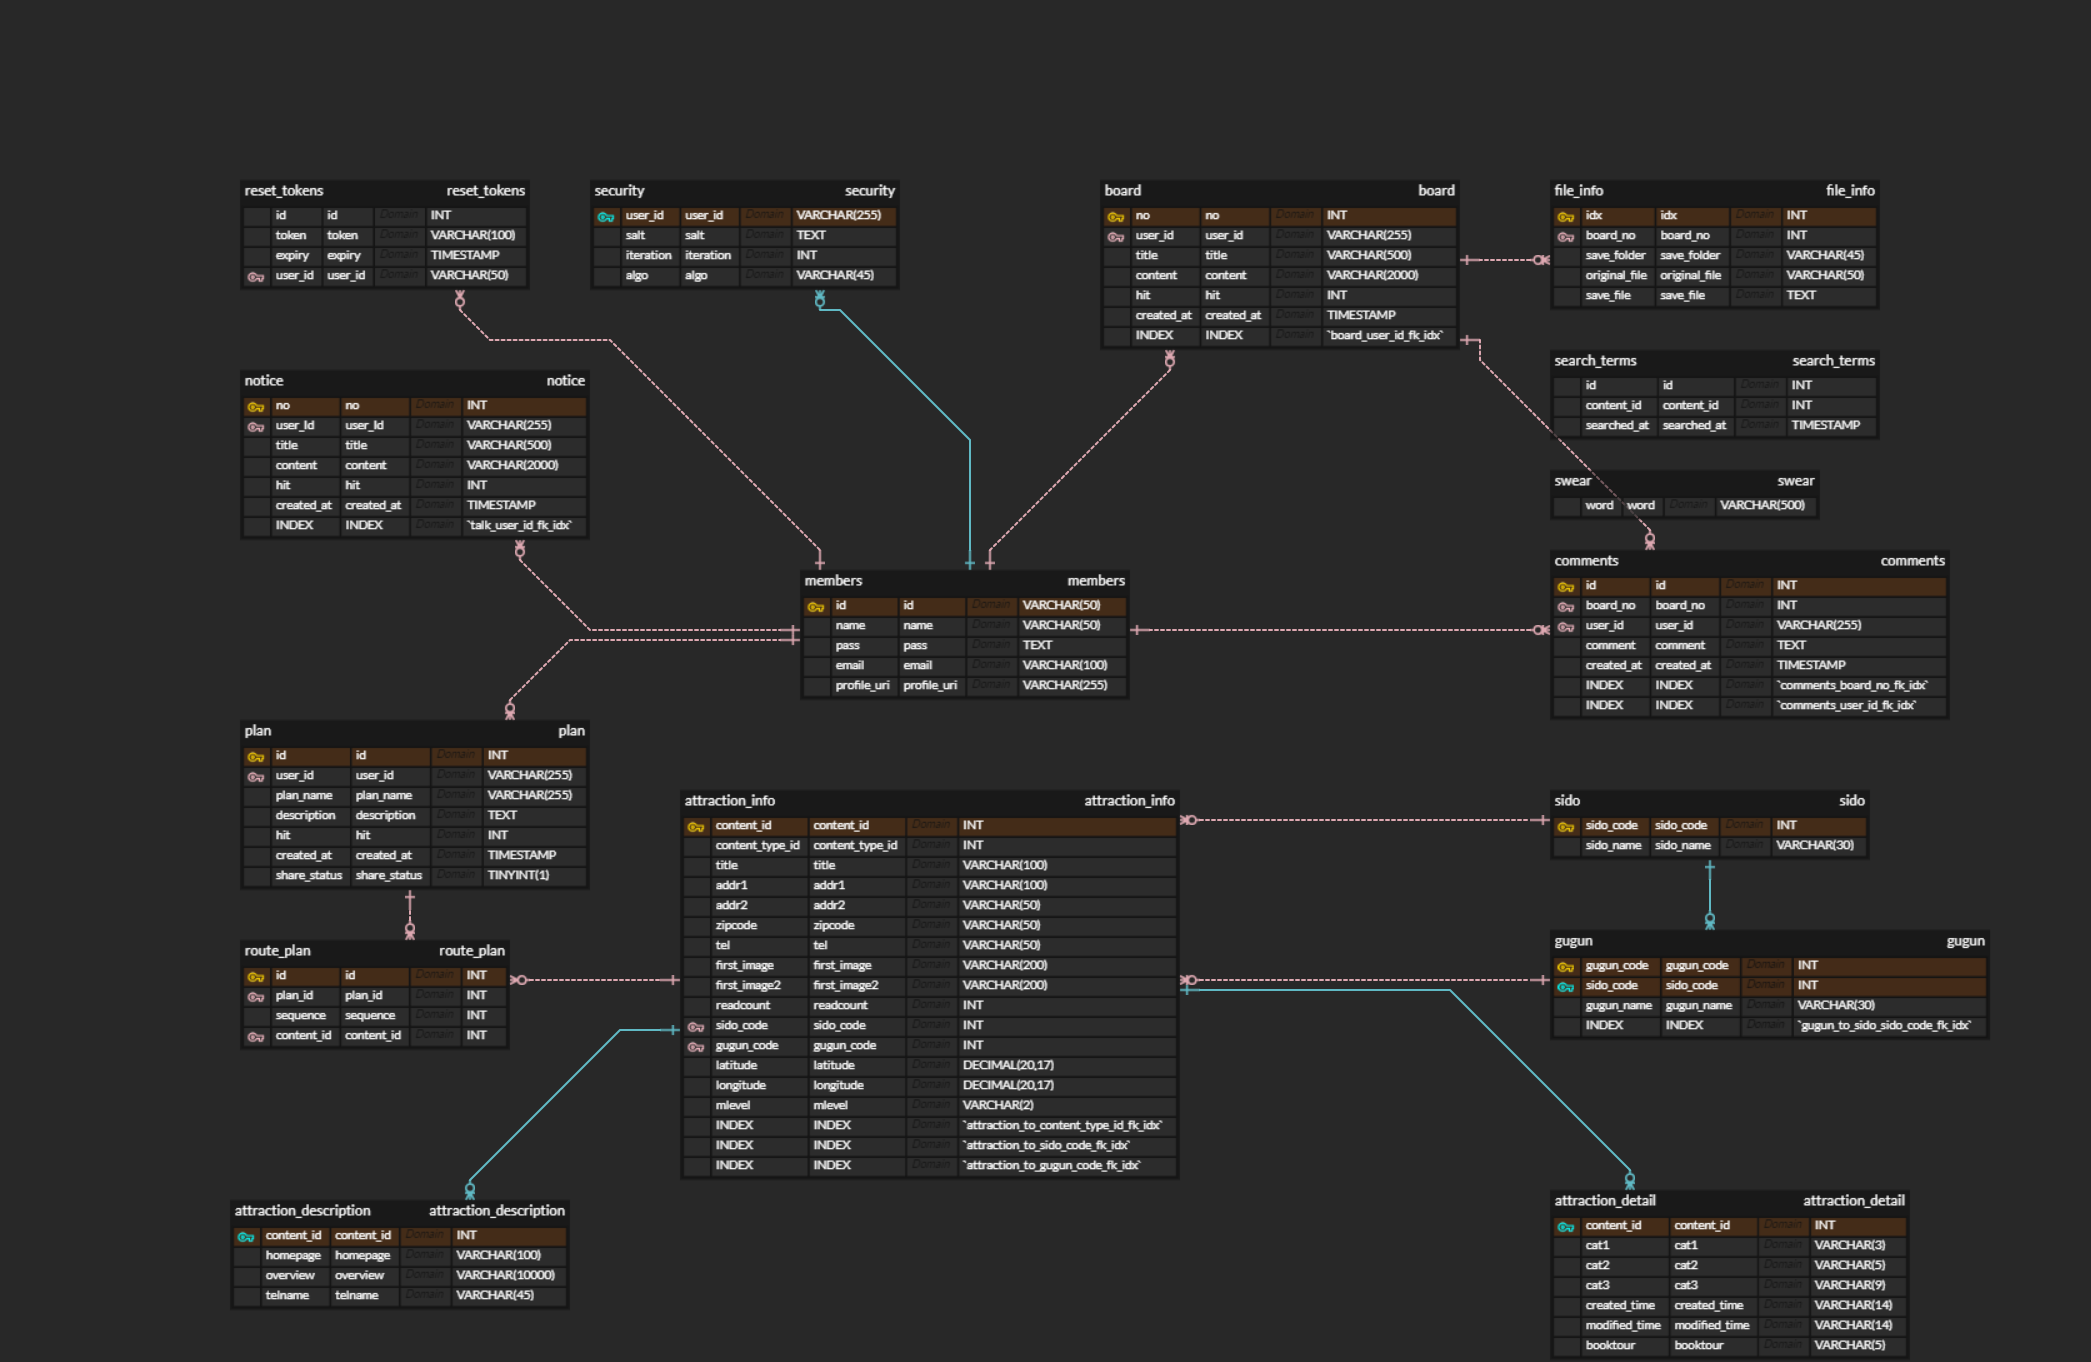 reset_tokens reset_tokens
id id Domain INT
token token Domain VARCHAR(100)
expiry expiry Domain TIMESTAMP
user_id user_id Domain VARCHAR(50)
security security
user_id user_id Domain VARCHAR(255)
salt salt Domain TEXT
iteration iteration Domain INT
algo algo Domain VARCHAR(45)
board board
no no Domain INT
user_id user_id Domain VARCHAR(255)
title title Domain VARCHAR(500)
content content Domain VARCHAR(2000)
hit hit Domain INT
created_at created_at Domain TIMESTAMP
INDEX INDEX Domain `board_user_id_fk_idx`
file_info file_info
idx idx Domain INT
board_no board_no Domain INT
save_folder save_folder Domain VARCHAR(45)
original_file original_file Domain VARCHAR(50)
save_file save_file Domain TEXT
search_terms search_terms
id id Domain INT
content_id content_id Domain INT
searched_at searched_at Domain TIMESTAMP
notice notice
no no Domain INT
user_Id user_Id Domain VARCHAR(255)
title title Domain VARCHAR(500)
content content Domain VARCHAR(2000)
hit hit Domain INT
created_at created_at Domain TIMESTAMP
INDEX INDEX Domain `talk_user_id_fk_idx`
swear swear
word word Domain VARCHAR(500)
members members
id id Domain VARCHAR(50)
name name Domain VARCHAR(50)
pass pass Domain TEXT
email email Domain VARCHAR(100)
profile_uri profile_uri Domain VARCHAR(255)
comments comments
id id Domain INT
board_no board_no Domain INT
user_id user_id Domain VARCHAR(255)
comment comment Domain TEXT
created_at created_at Domain TIMESTAMP
INDEX INDEX Domain `comments_board_no_fk_idx`
INDEX INDEX Domain `comments_user_id_fk_idx`
plan plan
id id Domain INT
user_id user_id Domain VARCHAR(255)
plan_name plan_name Domain VARCHAR(255)
description description Domain TEXT
hit hit Domain INT
created_at created_at Domain TIMESTAMP
share_status share_status Domain TINYINT(1)
attraction_info attraction_info
content_id content_id Domain INT
content_type_id content_type_id Domain INT
title title Domain VARCHAR(100)
addr1 addr1 Domain VARCHAR(100)
addr2 addr2 Domain VARCHAR(50)
zipcode zipcode Domain VARCHAR(50)
tel tel Domain VARCHAR(50)
first_image first_image Domain VARCHAR(200)
first_image2 first_image2 Domain VARCHAR(200)
readcount readcount Domain INT
sido_code sido_code Domain INT
gugun_code gugun_code Domain INT
latitude latitude Domain DECIMAL(20,17)
longitude longitude Domain DECIMAL(20,17)
mlevel mlevel Domain VARCHAR(2)
INDEX INDEX Domain `attraction_to_content_type_id_fk_idx`
INDEX INDEX Domain `attraction_to_sido_code_fk_idx`
INDEX INDEX Domain `attraction_to_gugun_code_fk_idx`
sido sido
sido_code sido_code Domain INT
sido_name sido_name Domain VARCHAR(30)
gugun gugun
gugun_code gugun_code Domain INT
sido_code sido_code Domain INT
gugun_name gugun_name Domain VARCHAR(30)
INDEX INDEX Domain `gugun_to_sido_sido_code_fk_idx`
route_plan route_plan
id id Domain INT
plan_id plan_id Domain INT
sequence sequence Domain INT
content_id content_id Domain INT
attraction_description attraction_description
content_id content_id Domain INT
homepage homepage Domain VARCHAR(100)
overview overview Domain VARCHAR(10000)
telname telname Domain VARCHAR(45)
attraction_detail attraction_detail
content_id content_id Domain INT
cat1 cat1 Domain VARCHAR(3)
cat2 cat2 Domain VARCHAR(5)
cat3 cat3 Domain VARCHAR(9)
created_time created_time Domain VARCHAR(14)
modified_time modified_time Domain VARCHAR(14)
booktour booktour Domain VARCHAR(5)